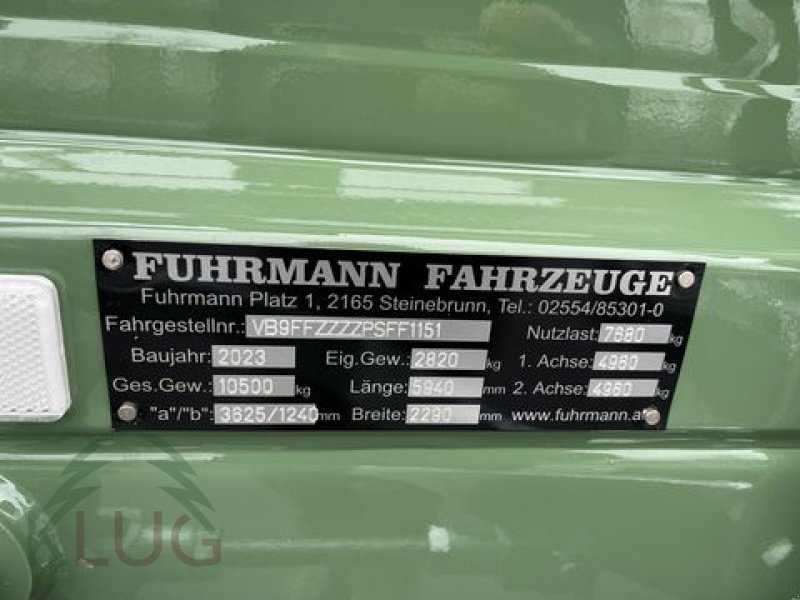 FUHRMANN FAHRZEUGE
Fuhrmann Platz 1, 2165 Steinebrunn, Tel.: 02554/85301-0
Fahrgestellnr.: VB9FFZZZZPSFF1151 Nutzlast: 7680 kg
Baujahr: 2023 Eig.Gew.: 2820 kg 1. Achse: 4960
Ges.Gew.: 10500 kg Länge: 5940 mm 2. Achse: 4960
"a"/"b": 3625/1240 mm Breite: 2290 mm www.fuhrmann.at
KLUG